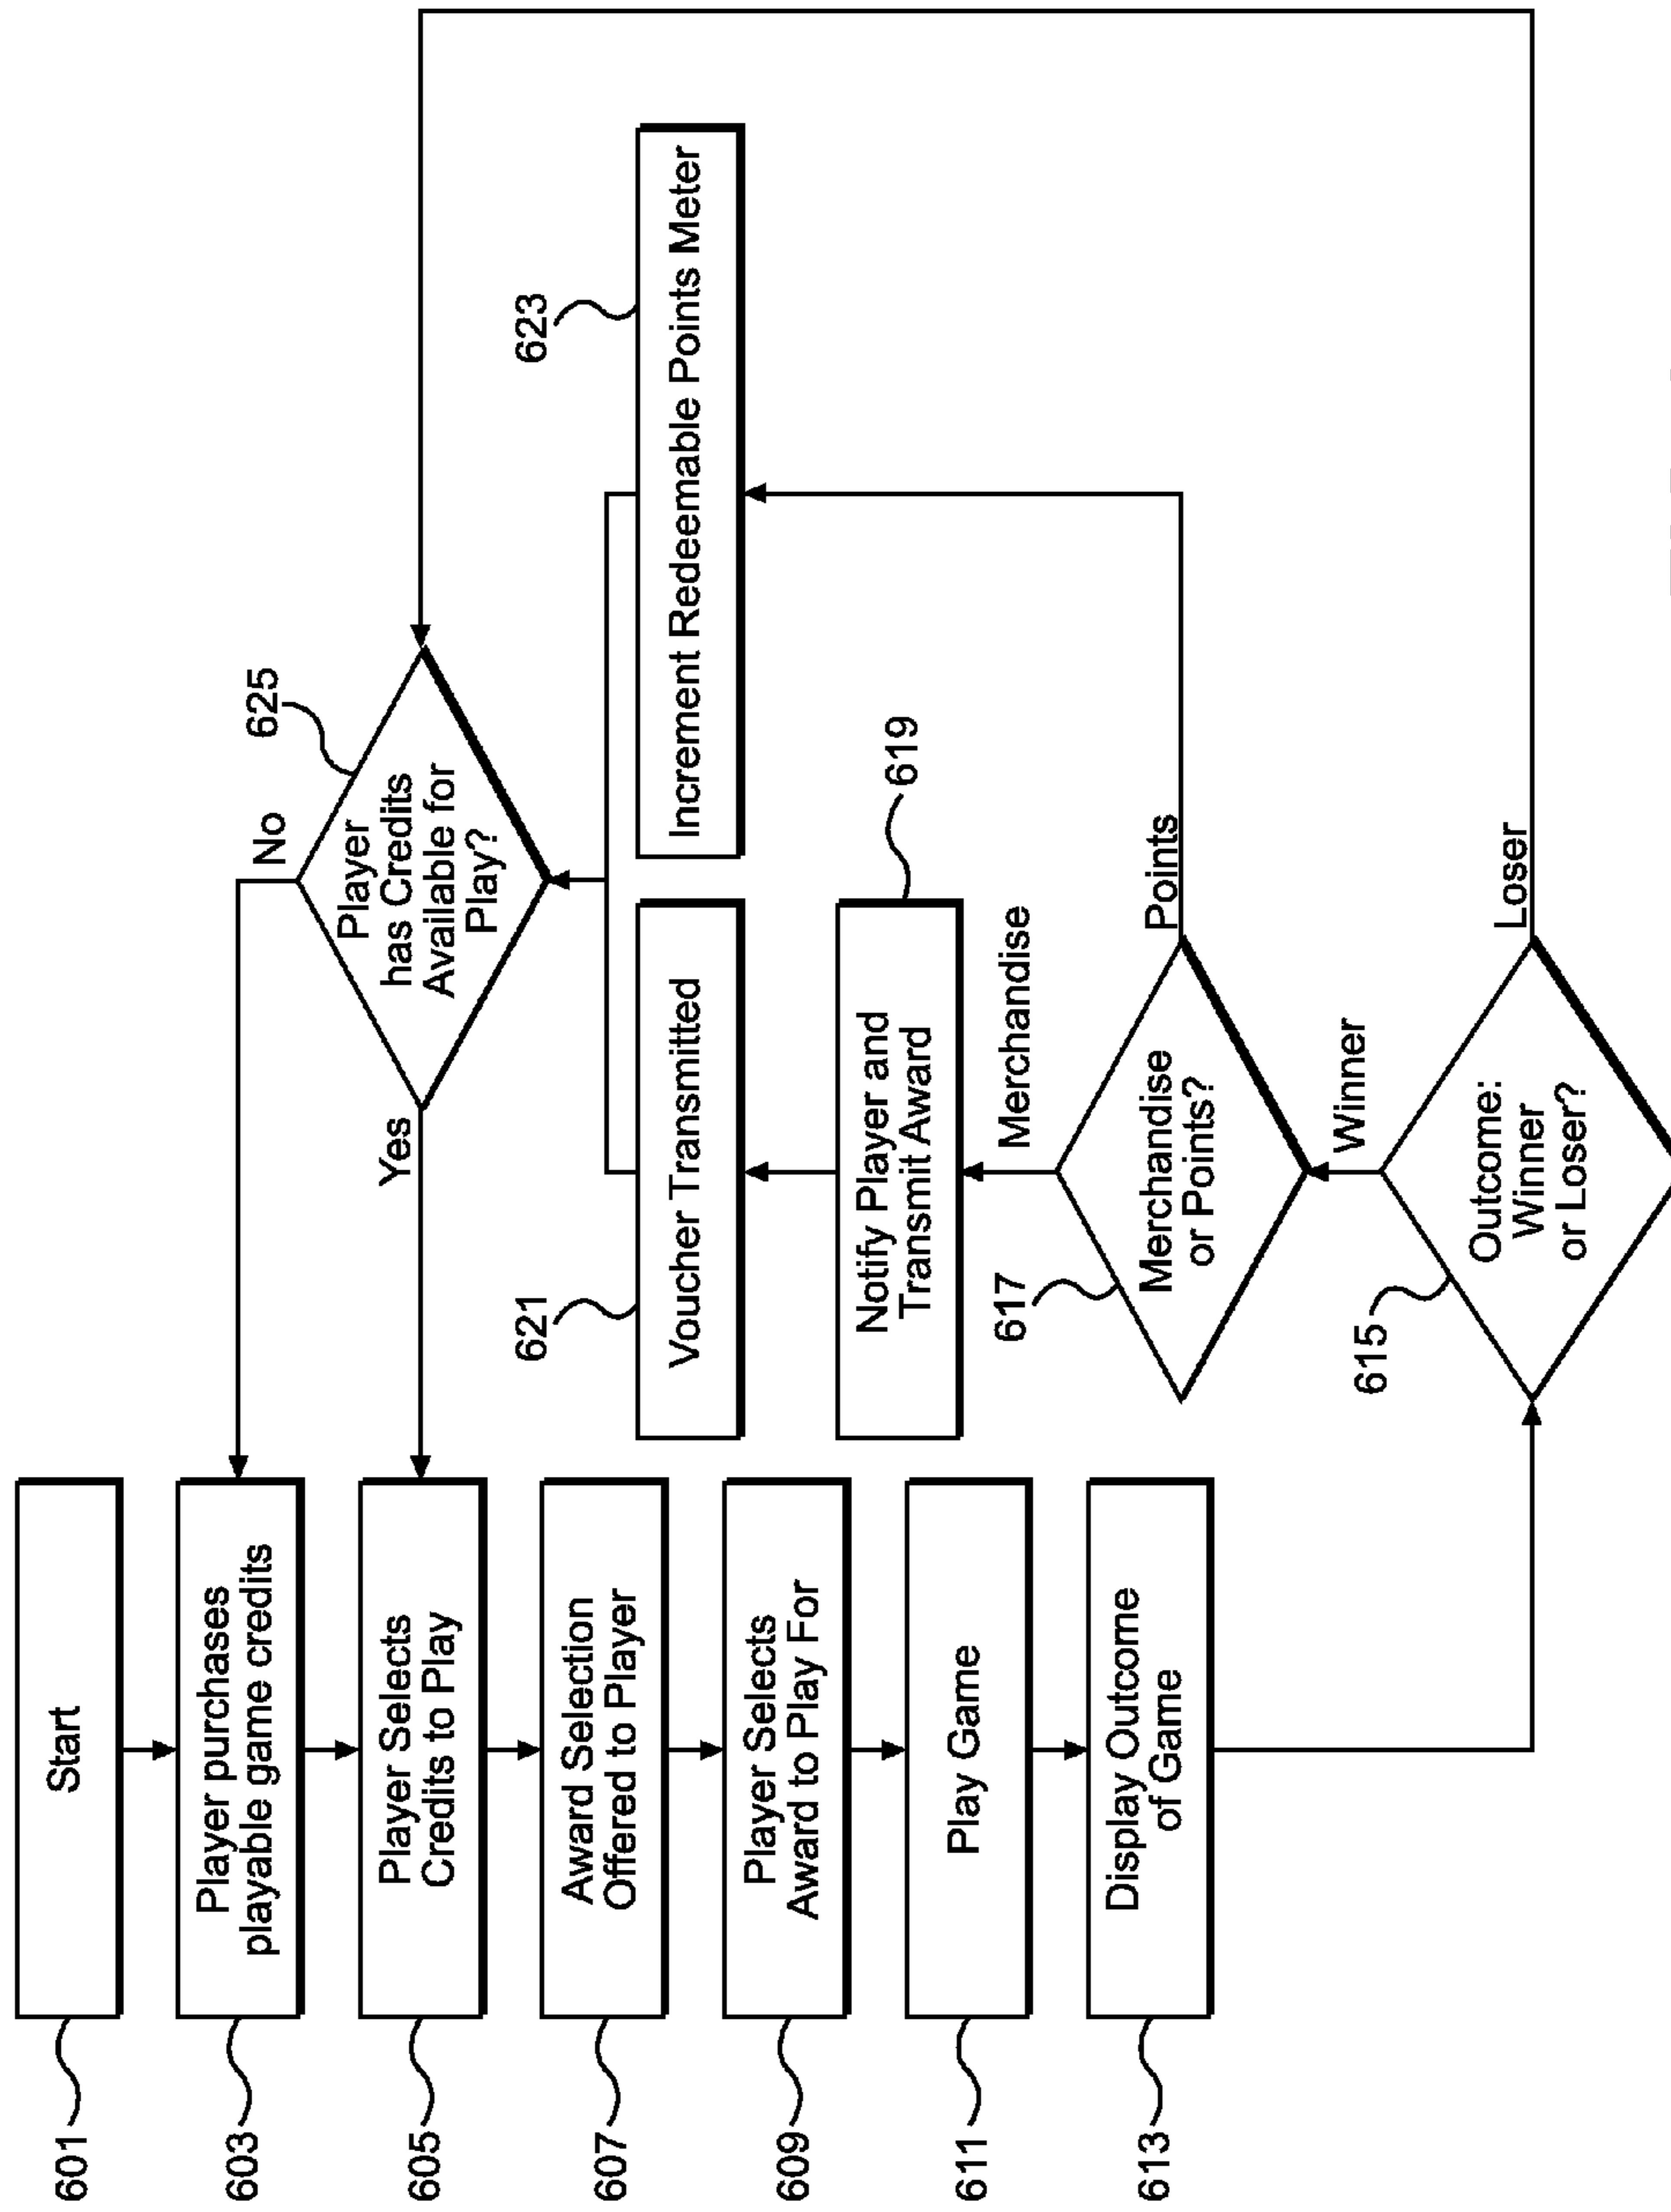 601
Start
603
Player purchases
playable game credits
605
Player Selects
Credits to Play
607
Award Selection
Offered to Player
609
Player Selects
Award to Play For
611
Play Game
613
Display Outcome
of Game
No
625
Player
has Credits
Available for
Play?
Yes
621
Voucher Transmitted
623
Increment Redeemable Points Meter
Notify Player and
Transmit Award
619
Merchandise
617
Merchandise
or Points?
Points
Winner
615
Outcome:
Winner
or Loser?
Loser